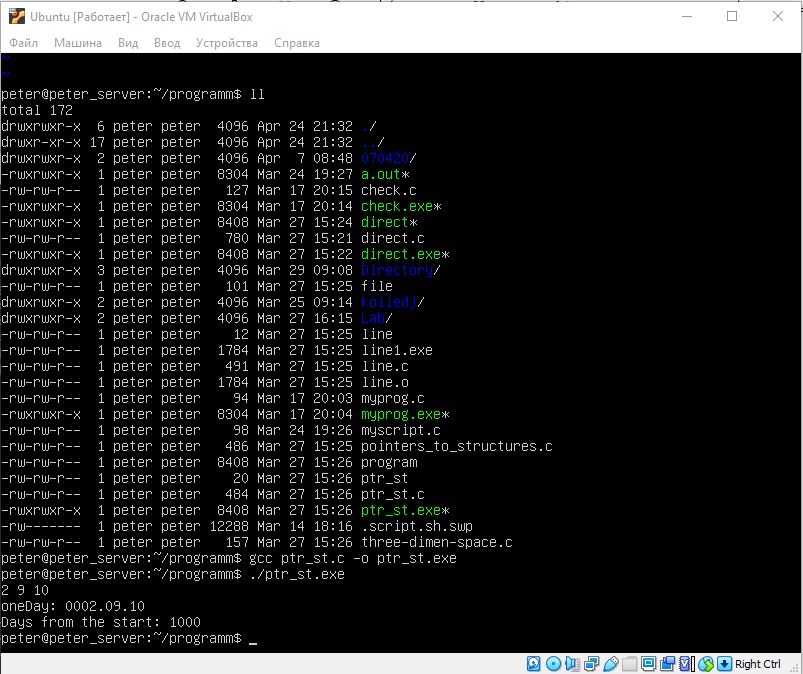 Ubuntu [Работает] - Oracle VM VirtualBox
Файл Машина Вид Ввод Устройства Справка
~
~
peter@peter_server:~/programm$ ll
total 172
drwxrwxr-x  6 peter peter  4096 Apr 24 21:32 ./
drwxr-xr-x 17 peter peter  4096 Apr 24 21:32 ../
drwxrwxr-x  2 peter peter  4096 Apr  7 08:48 070420/
-rwxrwxr-x  1 peter peter  8304 Mar 24 19:27 a.out*
-rw-rw-r--  1 peter peter   127 Mar 17 20:15 check.c
-rwxrwxr-x  1 peter peter  8304 Mar 17 20:14 check.exe*
-rwxrwxr-x  1 peter peter  8408 Mar 27 15:24 direct*
-rw-rw-r--  1 peter peter   780 Mar 27 15:21 direct.c
-rwxrwxr-x  1 peter peter  8408 Mar 27 15:22 direct.exe*
drwxrwxr-x  3 peter peter  4096 Mar 29 09:08 Directory/
-rw-rw-r--  1 peter peter   101 Mar 27 15:25 file
drwxrwxr-x  2 peter peter  4096 Mar 25 09:14 kolledj/
drwxrwxr-x  2 peter peter  4096 Mar 27 16:15 Lab/
-rw-rw-r--  1 peter peter    12 Mar 27 15:25 line
-rw-rw-r--  1 peter peter  1784 Mar 27 15:25 line1.exe
-rw-rw-r--  1 peter peter   491 Mar 27 15:25 line.c
-rw-rw-r--  1 peter peter  1784 Mar 27 15:25 line.o
-rw-rw-r--  1 peter peter    94 Mar 17 20:03 myprog.c
-rwxrwxr-x  1 peter peter  8304 Mar 17 20:04 myprog.exe*
-rw-rw-r--  1 peter peter    98 Mar 24 19:26 myscript.c
-rw-rw-r--  1 peter peter   486 Mar 27 15:25 pointers_to_structures.c
-rw-rw-r--  1 peter peter  8408 Mar 27 15:26 program
-rw-rw-r--  1 peter peter    20 Mar 27 15:26 ptr_st
-rw-rw-r--  1 peter peter   484 Mar 27 15:26 ptr_st.c
-rwxrwxr-x  1 peter peter  8408 Mar 27 15:26 ptr_st.exe*
-rw-------  1 peter peter 12288 Mar 14 18:16 .script.sh.swp
-rw-rw-r--  1 peter peter   157 Mar 27 15:26 three-dimen-space.c
peter@peter_server:~/programm$ gcc ptr_st.c -o ptr_st.exe
peter@peter_server:~/programm$ ./ptr_st.exe
2 9 10
oneDay: 0002.09.10
Days from the start: 1000
peter@peter_server:~/programm$ _
Right Ctrl